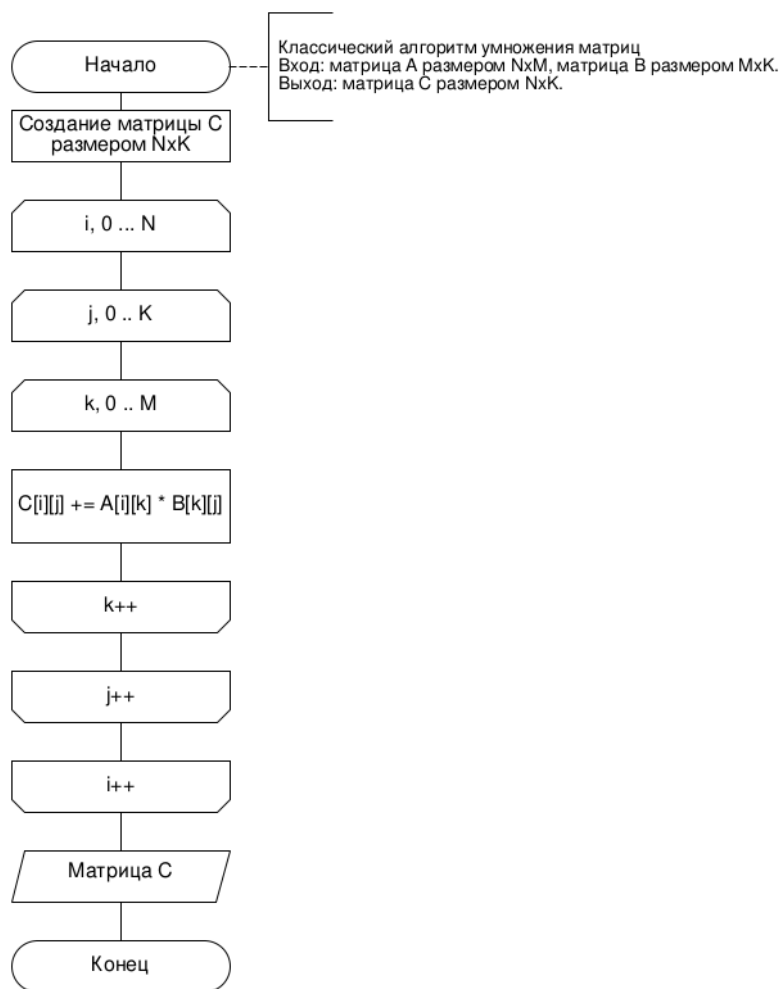 Начало
Классический алгоритм умножения матриц
Вход: матрица A размером NxM, матрица B размером MxK.
Выход: матрица C размером NxK.
Создание матрицы C
размером NxK
i, 0 ... N
j, 0 .. K
k, 0 .. M
C[i][j] += A[i][k] * B[k][j]
k++
j++
i++
Матрица C
Конец